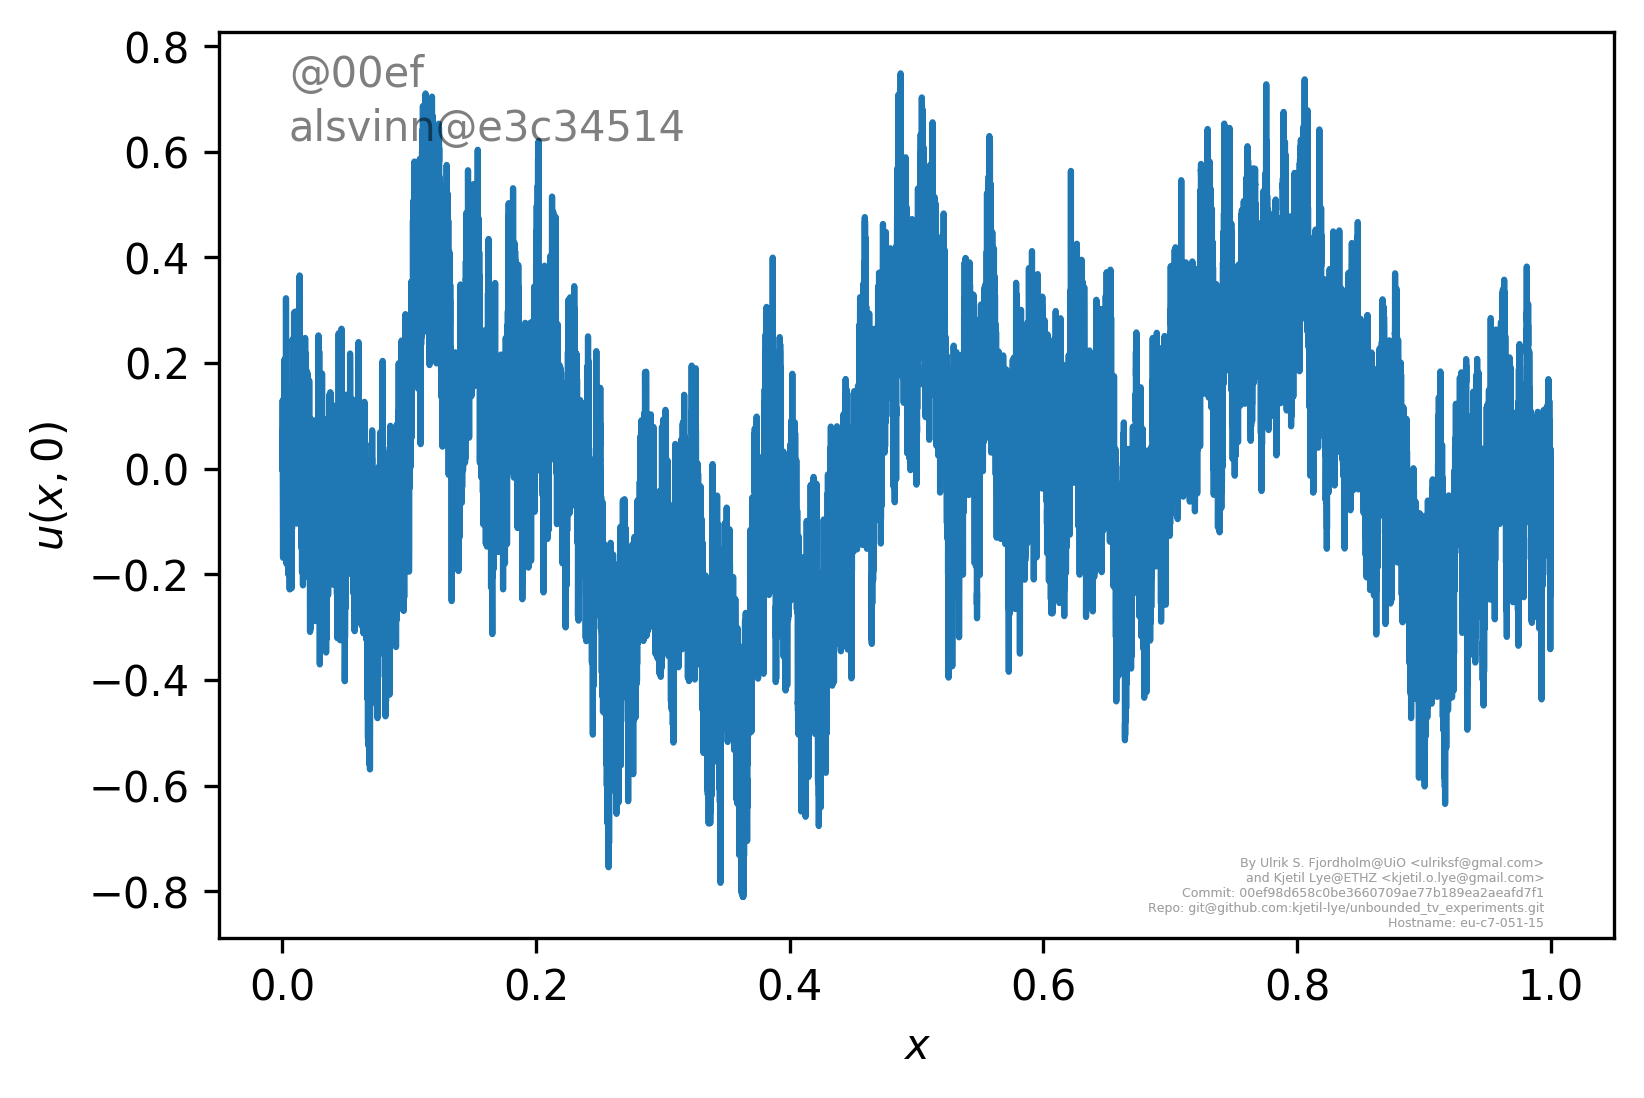 0.8
0.6
0.4
0.2
0.0
−0.2
−0.4
−0.6
−0.8
u(x, 0)
@00ef
alsvinn@e3c34514
By Ulrik S. Fjordholm@UiO <ulriksf@gmal.com>
and Kjetil Lye@ETHZ <kjetil.o.lye@gmail.com>
Commit: 00ef98d658c0be3660709ae77b189ea2aeafd7f1
Repo: git@github.com:kjetil-lye/unbounded_tv_experiments.git
Hostname: eu-c7-051-15
0.0 0.2 0.4 0.6 0.8 1.0
x